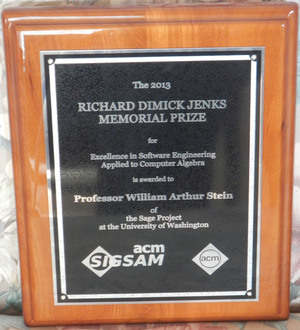 The 2013
RICHARD DIMICK JENKS
MEMORIAL PRIZE
for
Excellence in Software Engineering
Applied to Computer Algebra
is awarded to
Professor William Arthur Stein
of
the Sage Project
at the University of Washington
acm
SIGSAM
acm